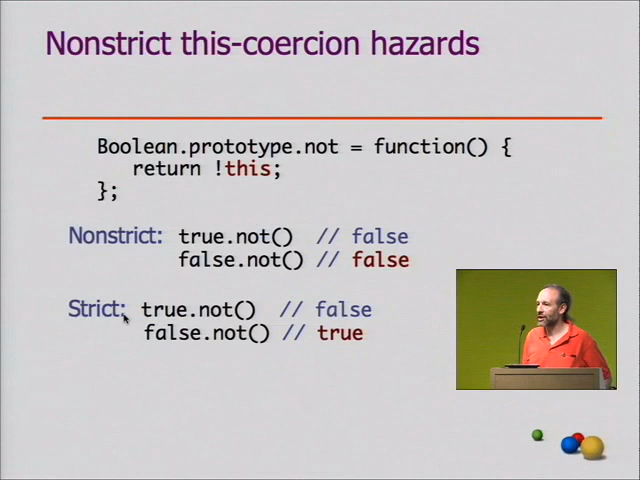 Nonstrict this-coercion hazards
Boolean.prototype.not = function() {
return !this;
};
Nonstrict: true.not() // false
false.not() // false
Strict: true.not() // false
false.not() // true